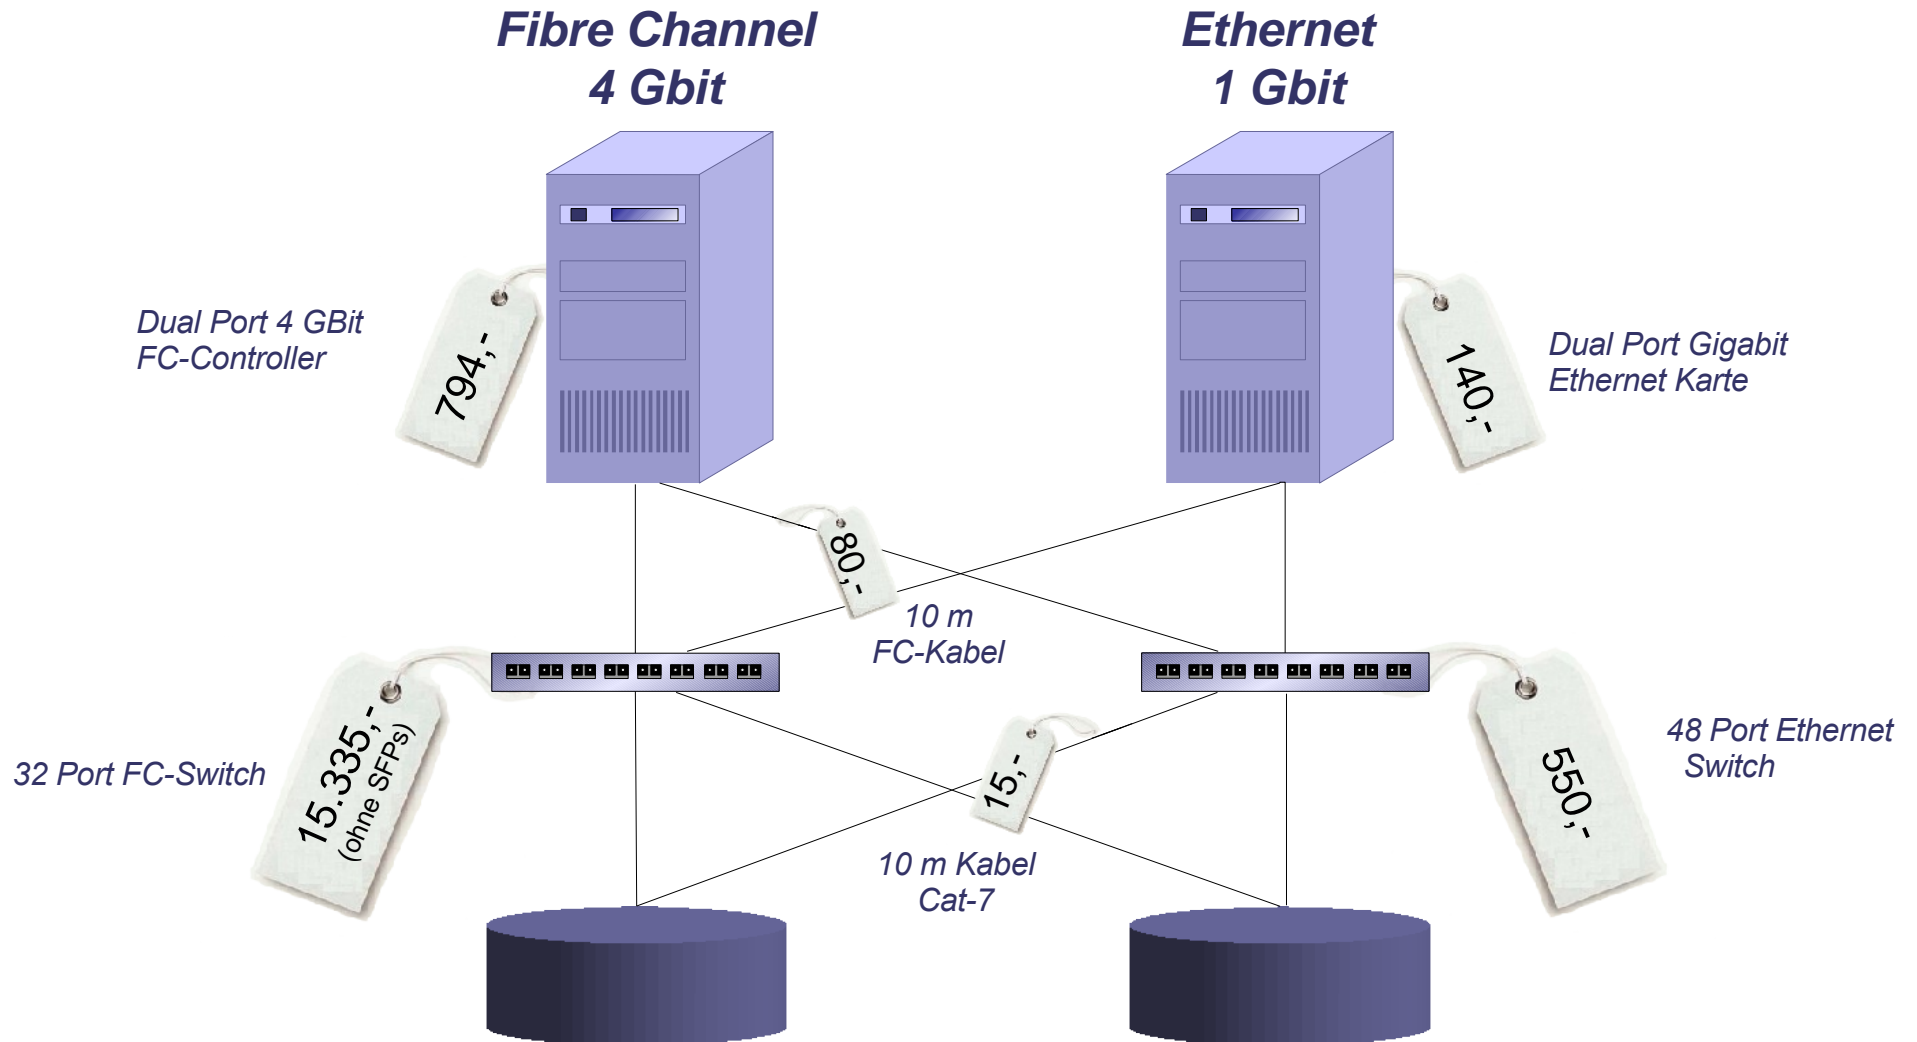 Fibre Channel
4 Gbit
Ethernet
1 Gbit
Dual Port 4 GBit
FC-Controller
794,-
140,-
Dual Port Gigabit
Ethernet Karte
80,-
10 m
FC-Kabel
32 Port FC-Switch
15.335,-
(ohne SFPs)
15,-
10 m Kabel
Cat-7
550,-
48 Port Ethernet
Switch